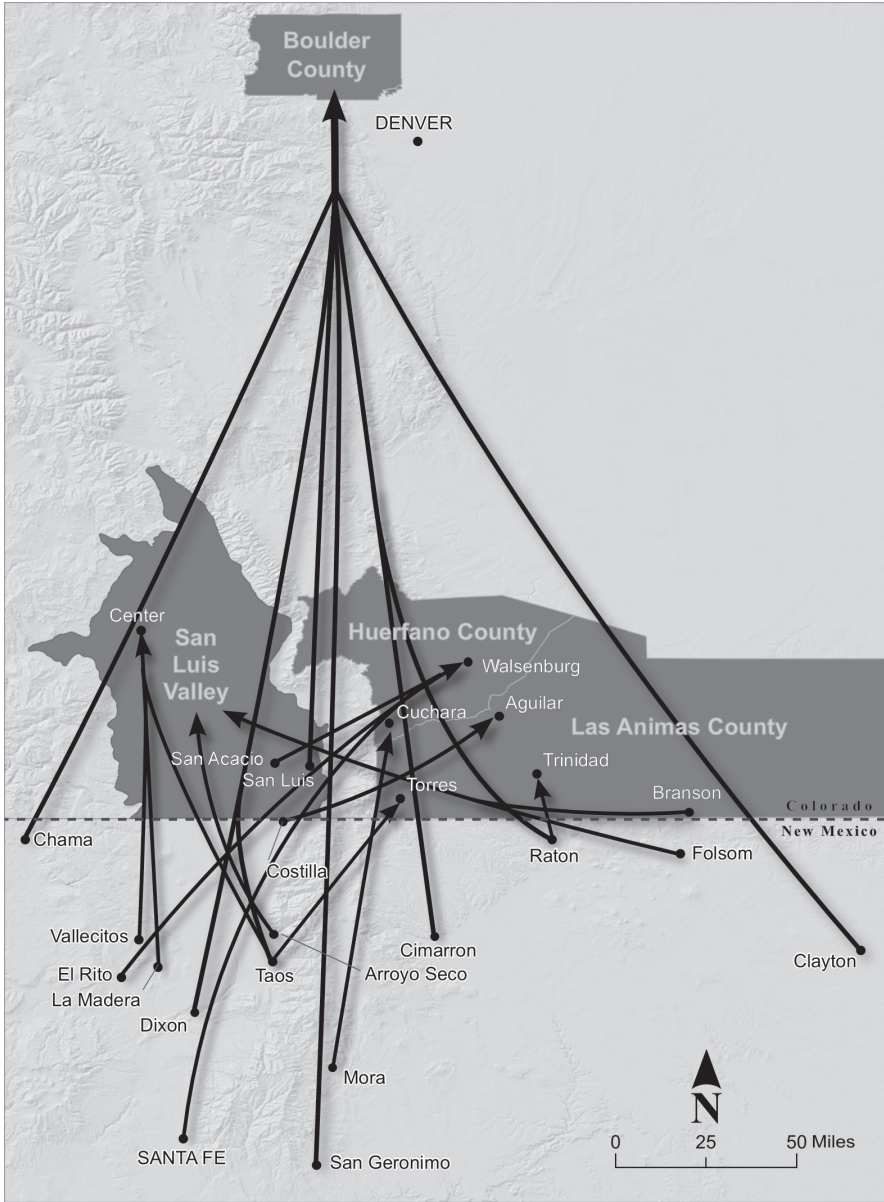 Boulder
County
DENVER
Center
San
Luis
Valley
Huerfano County
Walsenburg
Cuchara
Aguilar
Las Animas County
San Acacio
San Luis
Trinidad
Torres
Branson
Colorado
New Mexico
Chama
Raton
Folsom
Costilla
Vallecitos
Cimarron
Clayton
El Rito
La Madera
Taos
Arroyo Seco
Dixon
Mora
N
0 25 50 Miles
SANTA FE
San Geronimo